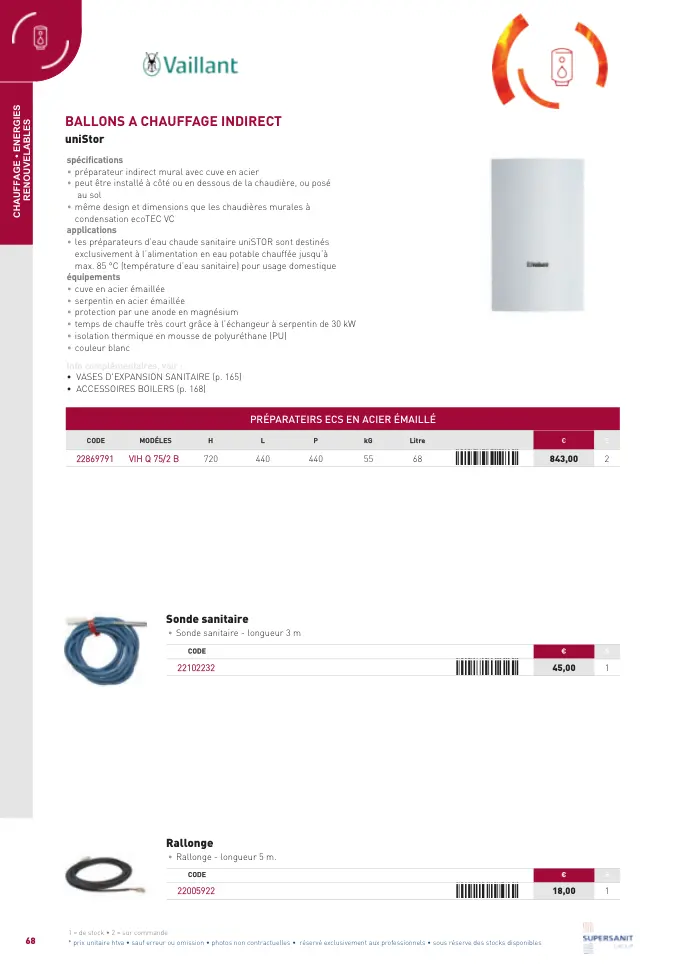 Vaillant
CHAUFFAGE • ENERGIES
RENOUVELABLES
BALLONS A CHAUFFAGE INDIRECT
uniStor
spécifications
• préparateur indirect mural avec cuve en acier
• peut être installé à côté ou en dessous de la chaudière, ou posé
au sol
• même design et dimensions que les chaudières murales à
condensation ecoTEC VC
applications
• les préparateurs d'eau chaude sanitaire uniSTOR sont destinés
exclusivement à l'alimentation en eau potable chauffée jusqu'à
max. 85 °C (température d'eau sanitaire) pour usage domestique
équipements
• cuve en acier émaillée
• serpentin en acier émaillée
• protection par une anode en magnésium
• temps de chauffe très court grâce à l'échangeur à serpentin de 30 kW
• isolation thermique en mousse de polyuréthane (PU)
• couleur blanc
Info complémentaires, voir :
• VASES D'EXPANSION SANITAIRE (p. 165)
• ACCESSOIRES BOILERS (p. 168)
Vaillant
PRÉPARATEIRS ECS EN ACIER ÉMAILLÉ
CODE MODÉLES H L P kG Litre €
22869791 VIH Q 75/2 B 720 440 440 55 68 843,00 2
Sonde sanitaire
• Sonde sanitaire - longueur 3 m
CODE €
22102232 45,00 1
Rallonge
• Rallonge - longueur 5 m.
CODE €
22005922 18,00 1
1 = de stock • 2 = sur commande
68
* prix unitaire htva • sauf erreur ou omission • photos non contractuelles • réservé exclusivement aux professionnels • sous réserve des stocks disponibles
SUPERSANIT
GROUP